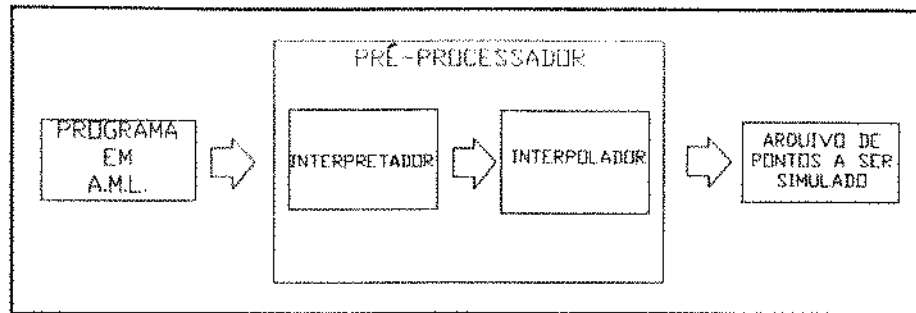 PRÉ-PROCESSADOR
PROGRAMA
EM
A.M.L.
INTERPRETADOR
INTERPOLADOR
ARQUIVO DE
PONTOS A SER
SIMULADO